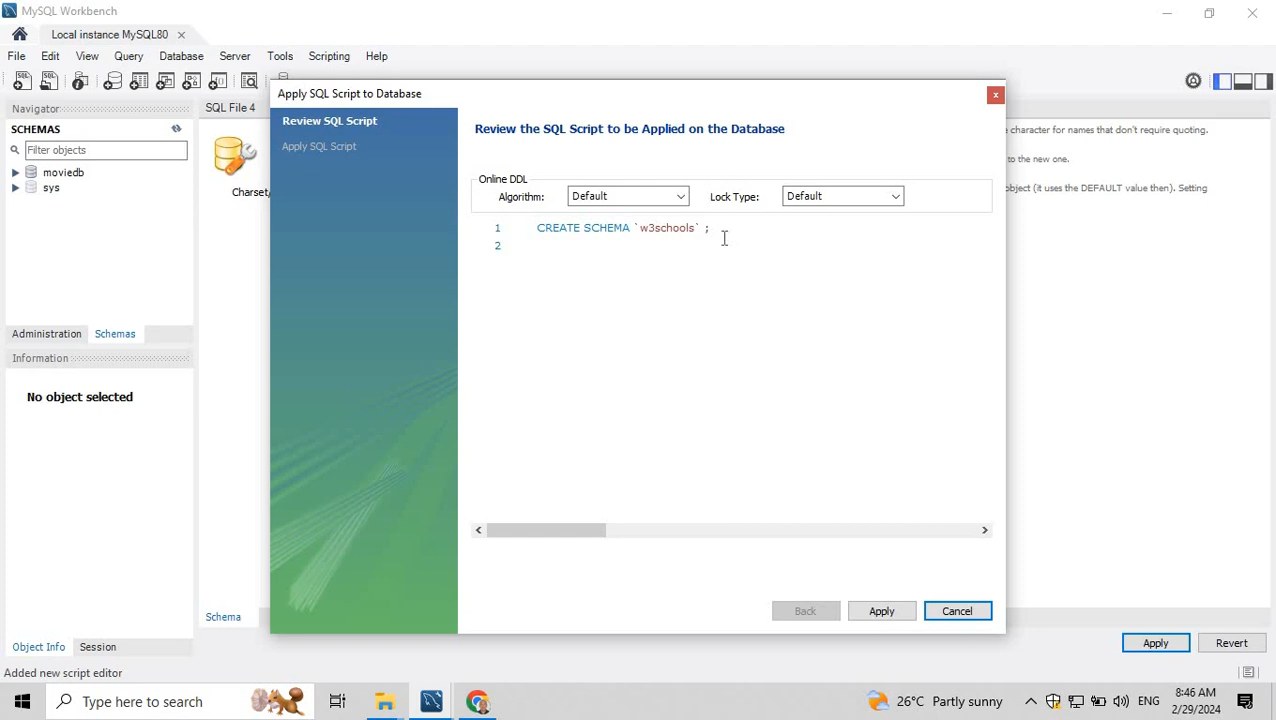 MySQL Workbench
Local instance MySQL80
File Edit View Query Database Server Tools Scripting Help
Navigator
SCHEMAS
Filter objects
moviedb
sys
Administration Schemas
Information
No object selected
Object Info Session
Added new script editor
SQL File 4
Charset/
Schema
Apply SQL Script to Database
Review SQL Script
Apply SQL Script
Review the SQL Script to be Applied on the Database
Online DDL
Algorithm: Default Lock Type: Default
1 CREATE SCHEMA `w3schools` ;
2
Back Apply Cancel
e character for names that don't require quoting.
to the new one.
object (it uses the DEFAULT value then). Setting
Apply Revert
Type here to search
26°C Partly sunny
ENG
8:46 AM
2/29/2024